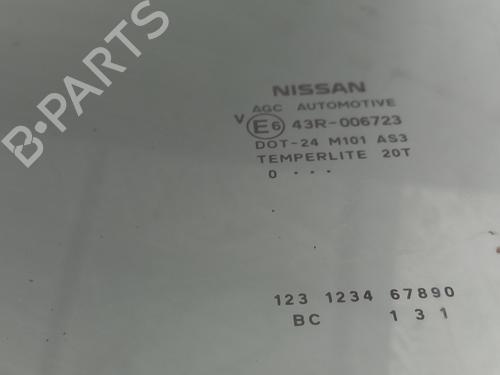 B-PARTS
NISSAN
AGC AUTOMOTIVE
V E6 43R-006723
DOT-24 M101 AS3
TEMPERLITE 20T
0 ...
123 1234 67890
BC 1 3 1